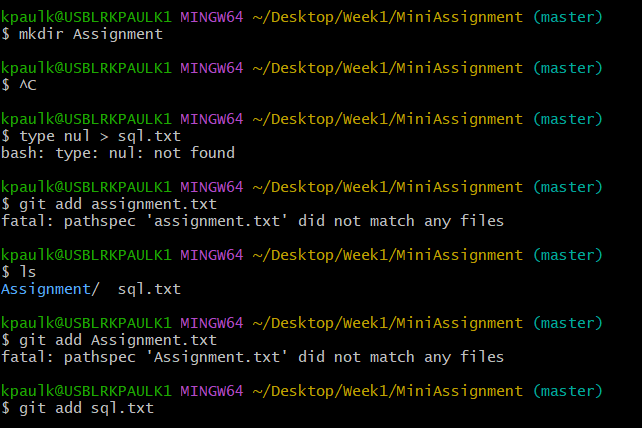 kpaulk@USBLRKPAULK1 MINGW64 ~/Desktop/Week1/MiniAssignment (master)
$ mkdir Assignment
kpaulk@USBLRKPAULK1 MINGW64 ~/Desktop/Week1/MiniAssignment (master)
$ ^C
kpaulk@USBLRKPAULK1 MINGW64 ~/Desktop/Week1/MiniAssignment (master)
$ type nul > sql.txt
bash: type: nul: not found
kpaulk@USBLRKPAULK1 MINGW64 ~/Desktop/Week1/MiniAssignment (master)
$ git add assignment.txt
fatal: pathspec 'assignment.txt' did not match any files
kpaulk@USBLRKPAULK1 MINGW64 ~/Desktop/Week1/MiniAssignment (master)
$ ls
Assignment/  sql.txt
kpaulk@USBLRKPAULK1 MINGW64 ~/Desktop/Week1/MiniAssignment (master)
$ git add Assignment.txt
fatal: pathspec 'Assignment.txt' did not match any files
kpaulk@USBLRKPAULK1 MINGW64 ~/Desktop/Week1/MiniAssignment (master)
$ git add sql.txt